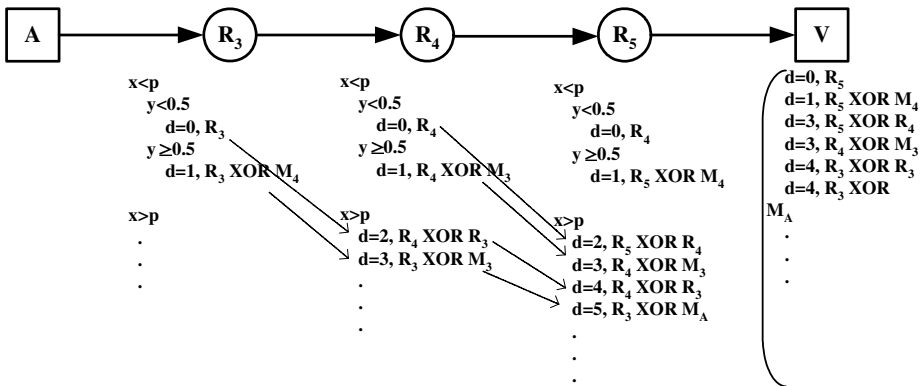 A R₃ R₄ R₅ V
x<p
y<0.5
d=0, R₃
y ≥0.5
d=1, R₃ XOR M₄
x>p
.
.
.
x<p
y<0.5
d=0, R₄
y ≥0.5
d=1, R₄ XOR M₃
x>p
d=2, R₄ XOR R₃
d=3, R₃ XOR M₃
.
.
.
x<p
y<0.5
d=0, R₄
y ≥0.5
d=1, R₅ XOR M₄
x>p
d=2, R₅ XOR R₄
d=3, R₄ XOR M₃
d=4, R₄ XOR R₃
d=5, R₃ XOR M_A
.
.
.
d=0, R₅
d=1, R₅ XOR M₄
d=3, R₅ XOR R₄
d=3, R₄ XOR M₃
d=4, R₃ XOR R₃
d=4, R₃ XOR
M_A
.
.
.